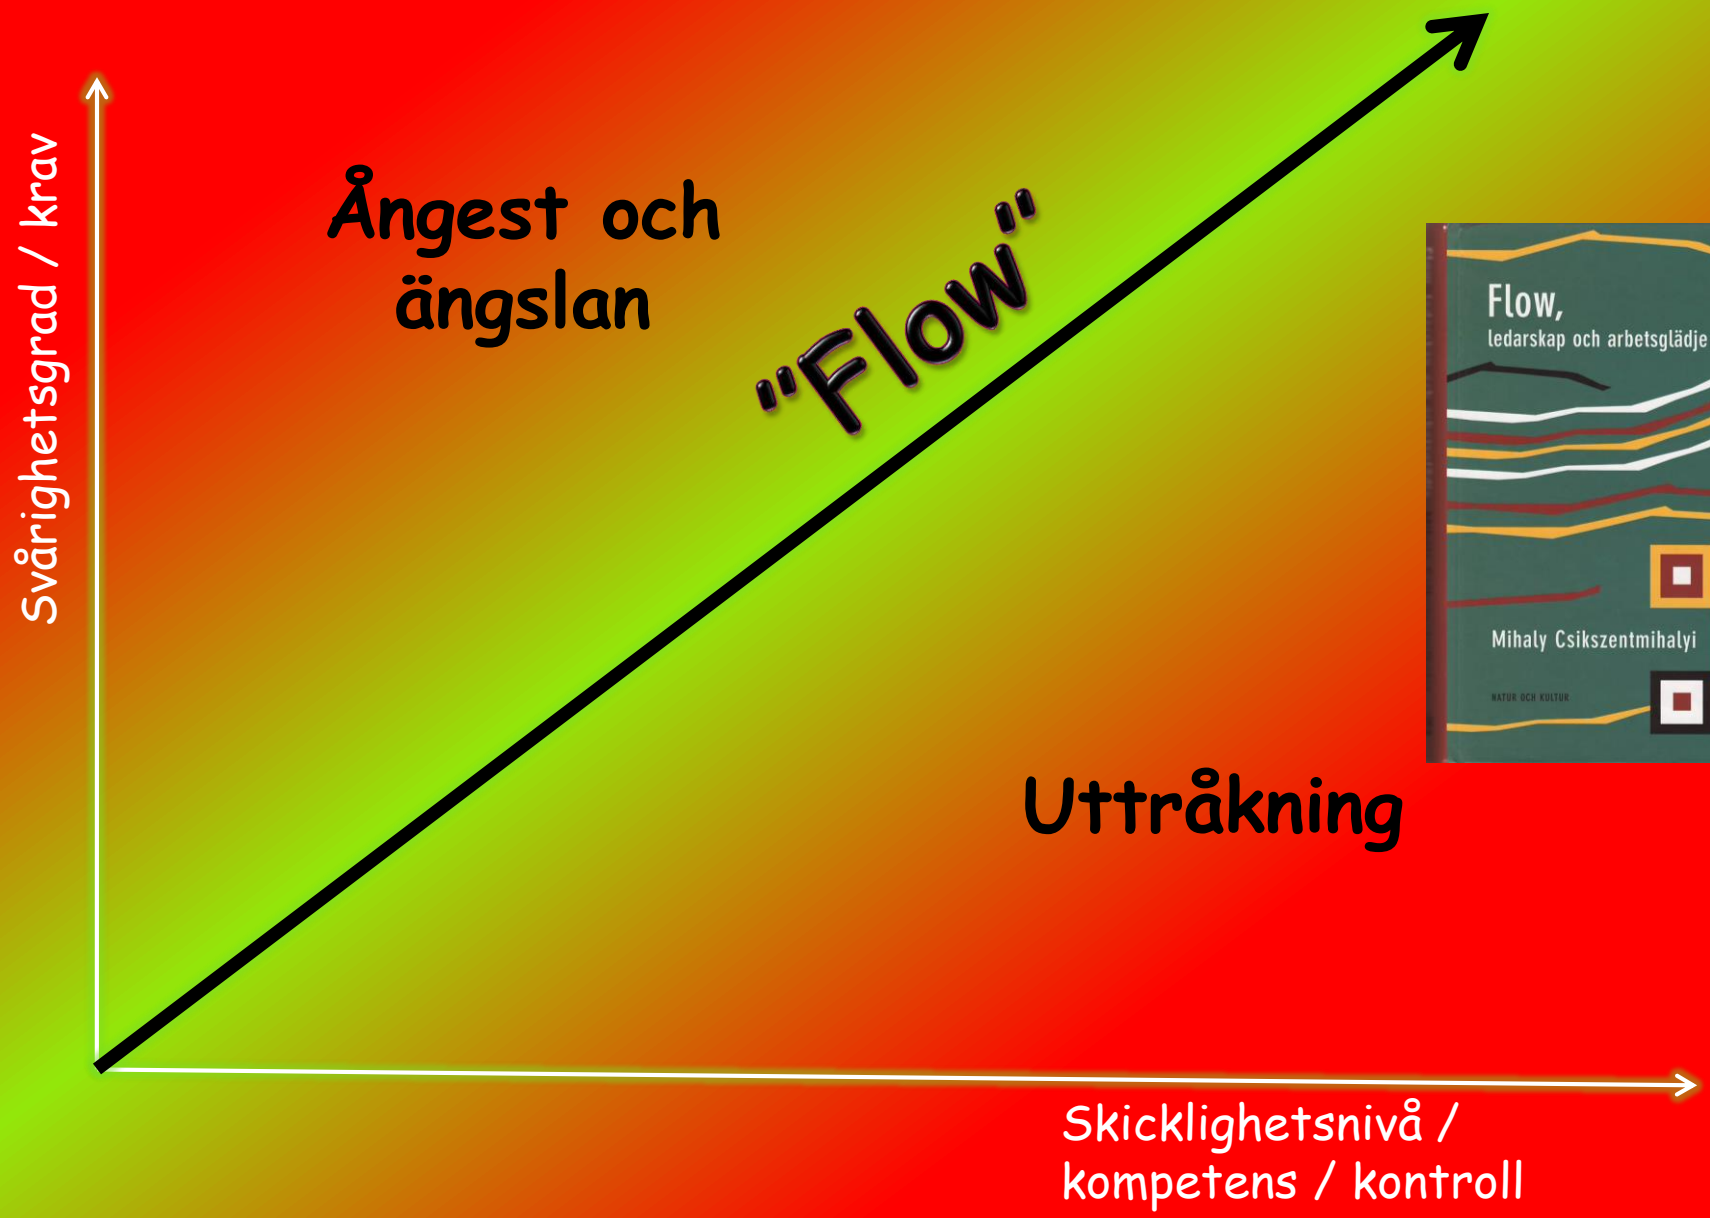 Svårighetsgrad / krav
Ångest och
ängslan
"Flow"
Flow,
ledarskap och arbetsglädje
Mihaly Csikszentmihalyi
NATUR OCH KULTUR
Uttråkning
Skicklighetsnivå /
kompetens / kontroll